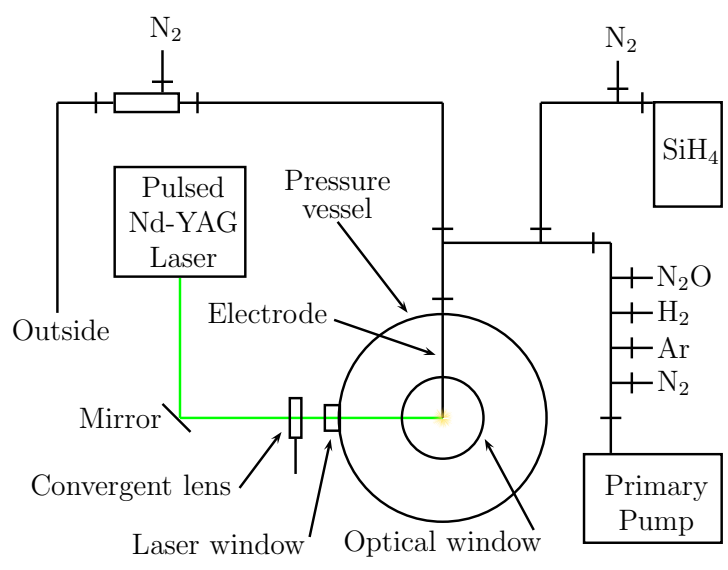 N2
N2
SiH4
Pulsed
Nd-YAG
Laser
Pressure
vessel
N2O
H2
Ar
N2
Electrode
Outside
Mirror
Convergent lens
Laser window
Optical window
Primary
Pump